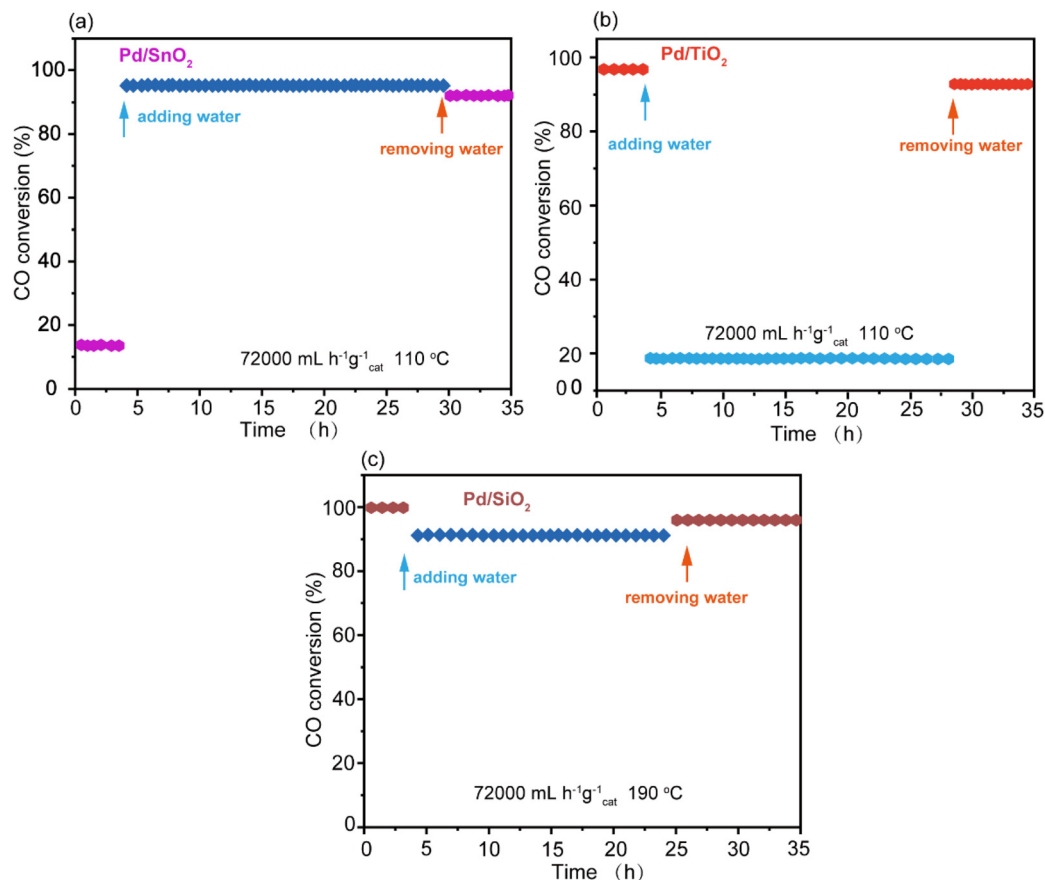 (a)
Pd/SnO₂
100
80
60
40
20
0
CO conversion (%)
adding water
removing water
72000 mL h⁻¹g⁻¹cat 110 °C
0 5 10 15 20 25 30 35
Time (h)
(b)
Pd/TiO₂
100
80
60
40
20
0
CO conversion (%)
adding water
removing water
72000 mL h⁻¹g⁻¹cat 110 °C
0 5 10 15 20 25 30 35
Time (h)
(c)
Pd/SiO₂
100
80
60
40
20
0
CO conversion (%)
adding water
removing water
72000 mL h⁻¹g⁻¹cat 190 °C
0 5 10 15 20 25 30 35
Time (h)